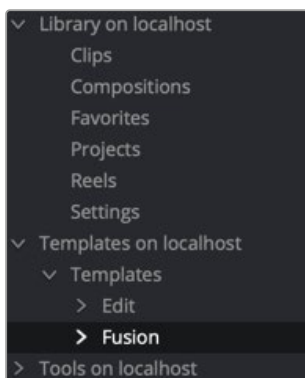 Library on localhost
Clips
Compositions
Favorites
Projects
Reels
Settings
Templates on localhost
Templates
Edit
Fusion
Tools on localhost